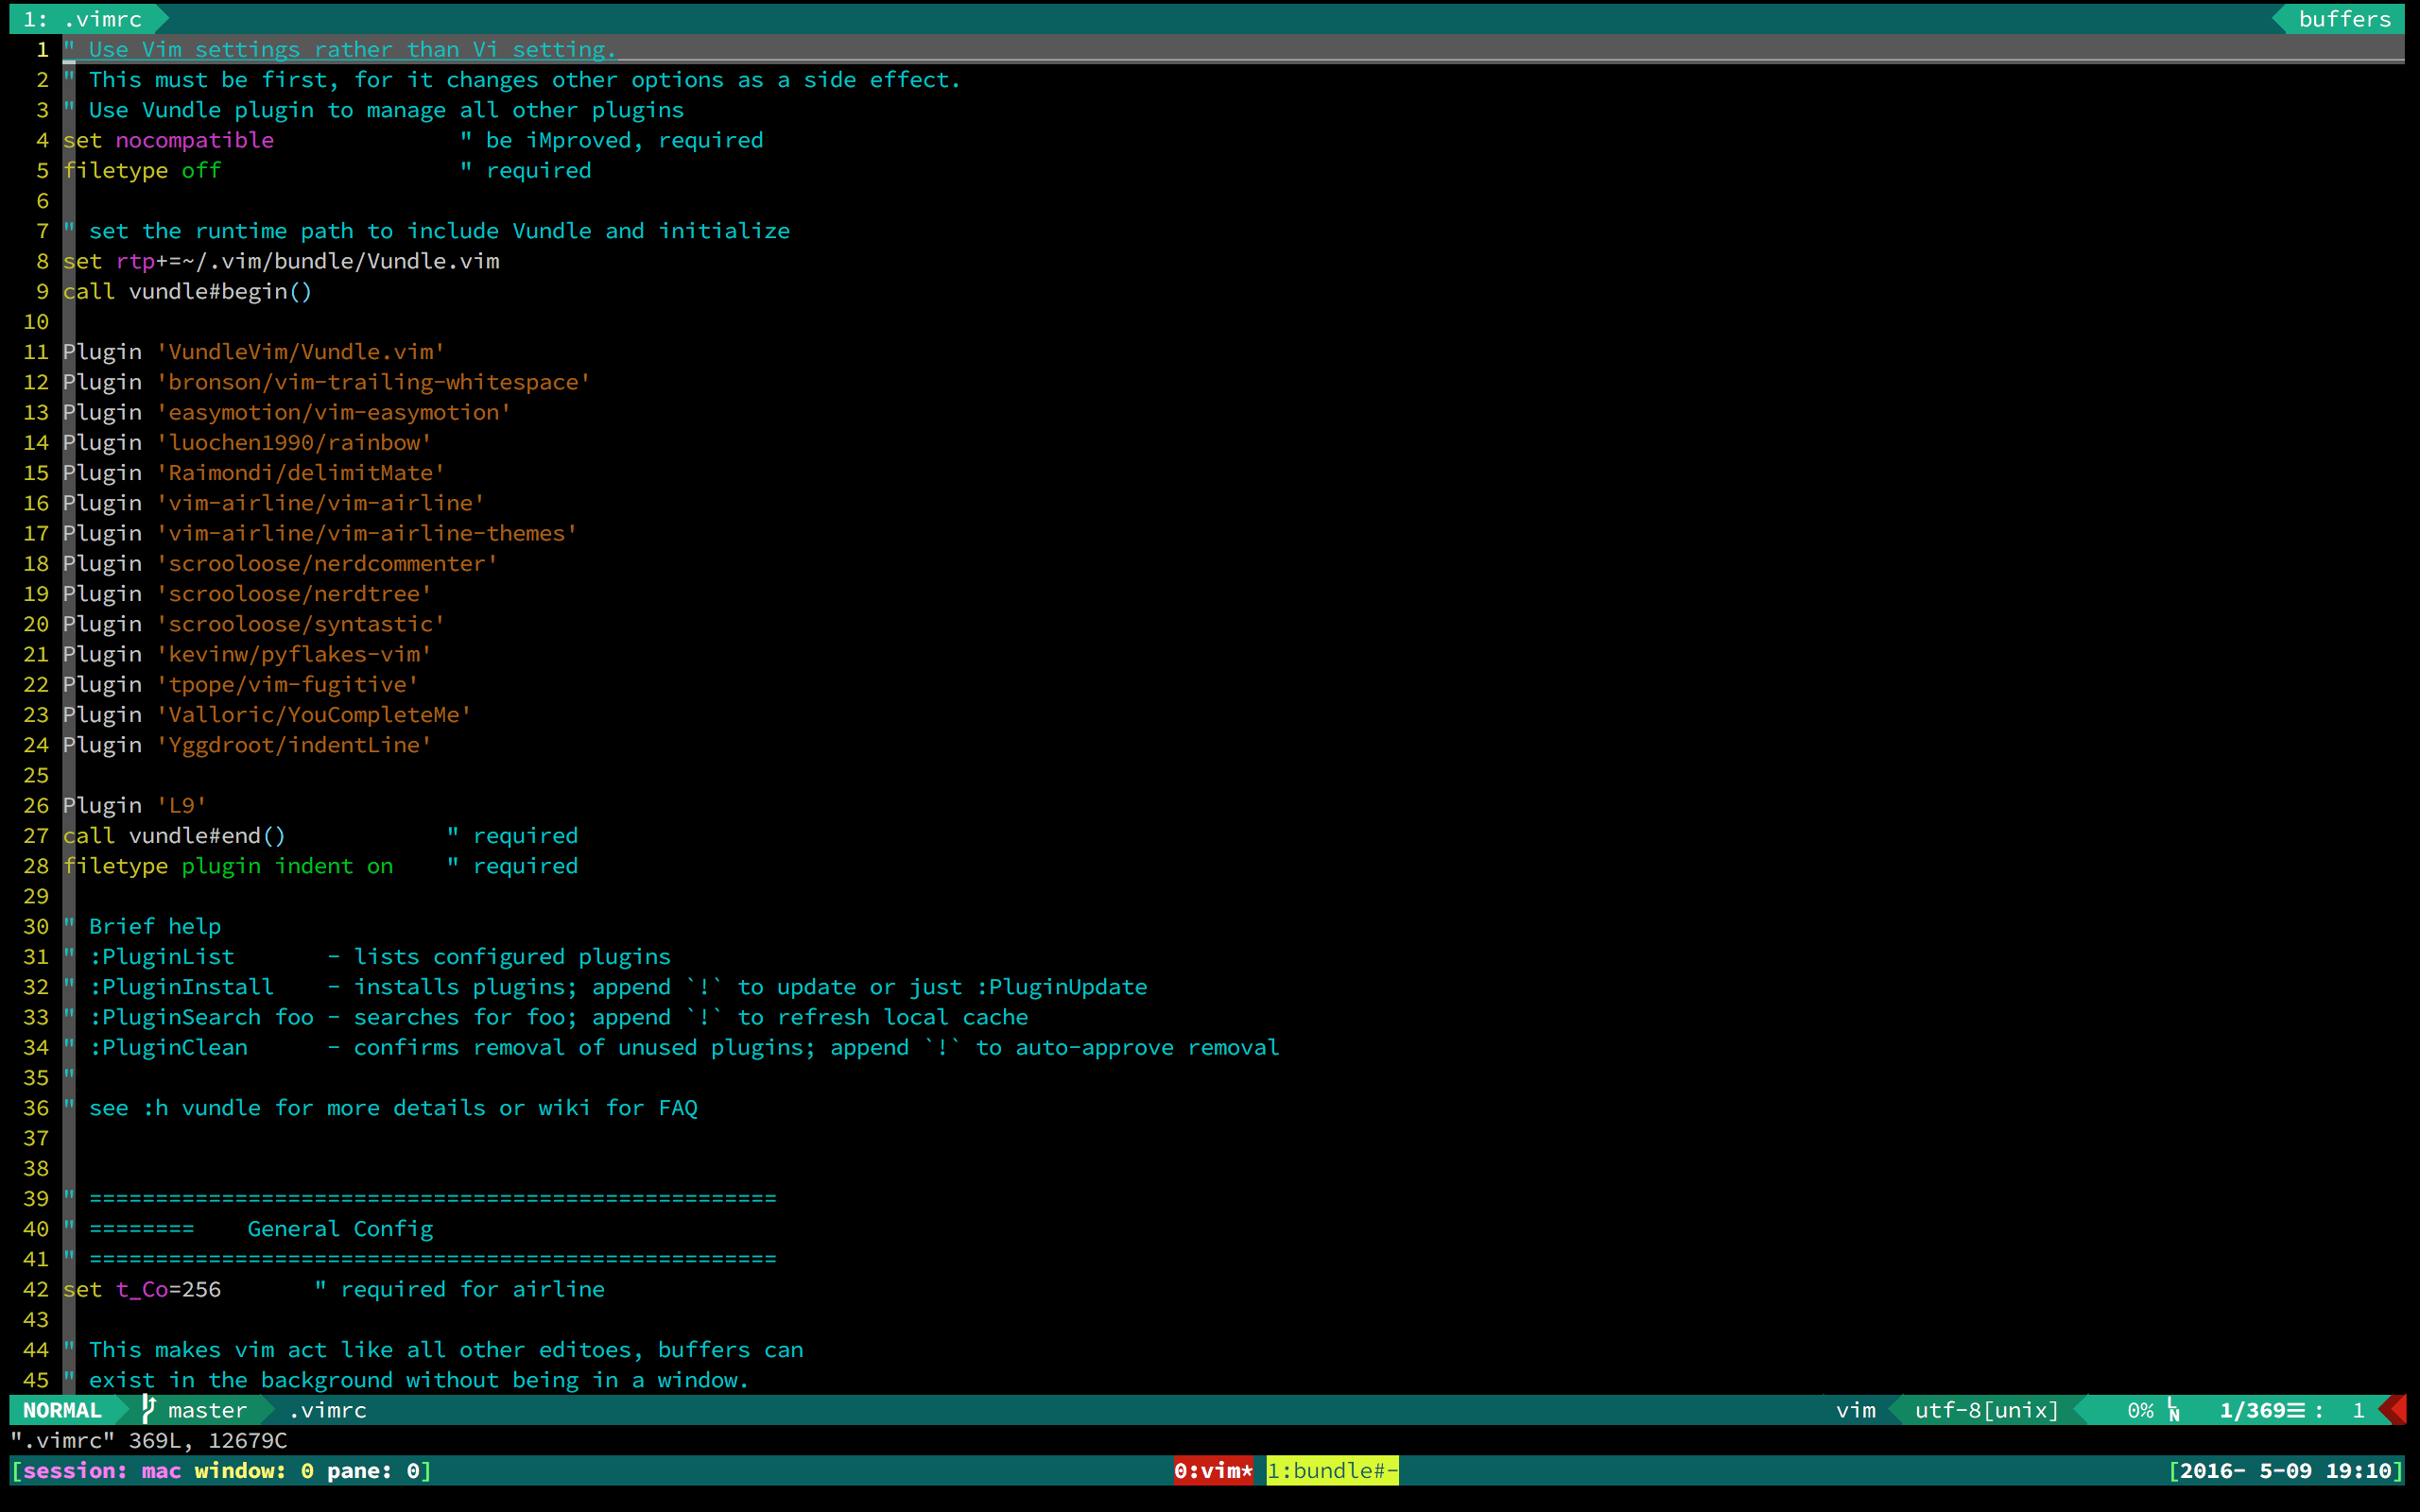 1: .vimrc buffers
1 " Use Vim settings rather than Vi setting.
2 " This must be first, for it changes other options as a side effect.
3 " Use Vundle plugin to manage all other plugins
4 set nocompatible              " be iMproved, required
5 filetype off                  " required
6
7 " set the runtime path to include Vundle and initialize
8 set rtp+=~/.vim/bundle/Vundle.vim
9 call vundle#begin()
10
11 Plugin 'VundleVim/Vundle.vim'
12 Plugin 'bronson/vim-trailing-whitespace'
13 Plugin 'easymotion/vim-easymotion'
14 Plugin 'luochen1990/rainbow'
15 Plugin 'Raimondi/delimitMate'
16 Plugin 'vim-airline/vim-airline'
17 Plugin 'vim-airline/vim-airline-themes'
18 Plugin 'scrooloose/nerdcommenter'
19 Plugin 'scrooloose/nerdtree'
20 Plugin 'scrooloose/syntastic'
21 Plugin 'kevinw/pyflakes-vim'
22 Plugin 'tpope/vim-fugitive'
23 Plugin 'Valloric/YouCompleteMe'
24 Plugin 'Yggdroot/indentLine'
25
26 Plugin 'L9'
27 call vundle#end()            " required
28 filetype plugin indent on    " required
29
30 " Brief help
31 " :PluginList       - lists configured plugins
32 " :PluginInstall    - installs plugins; append `!` to update or just :PluginUpdate
33 " :PluginSearch foo - searches for foo; append `!` to refresh local cache
34 " :PluginClean      - confirms removal of unused plugins; append `!` to auto-approve removal
35 "
36 " see :h vundle for more details or wiki for FAQ
37
38
39 " ====================================================
40 " ========    General Config
41 " ====================================================
42 set t_Co=256       " required for airline
43
44 " This makes vim act like all other editoes, buffers can
45 " exist in the background without being in a window.
NORMAL master .vimrc vim utf-8[unix] 0% LN 1/369☰ : 1
".vimrc" 369L, 12679C
[session: mac window: 0 pane: 0] 0:vim* 1:bundle#- [2016- 5-09 19:10]